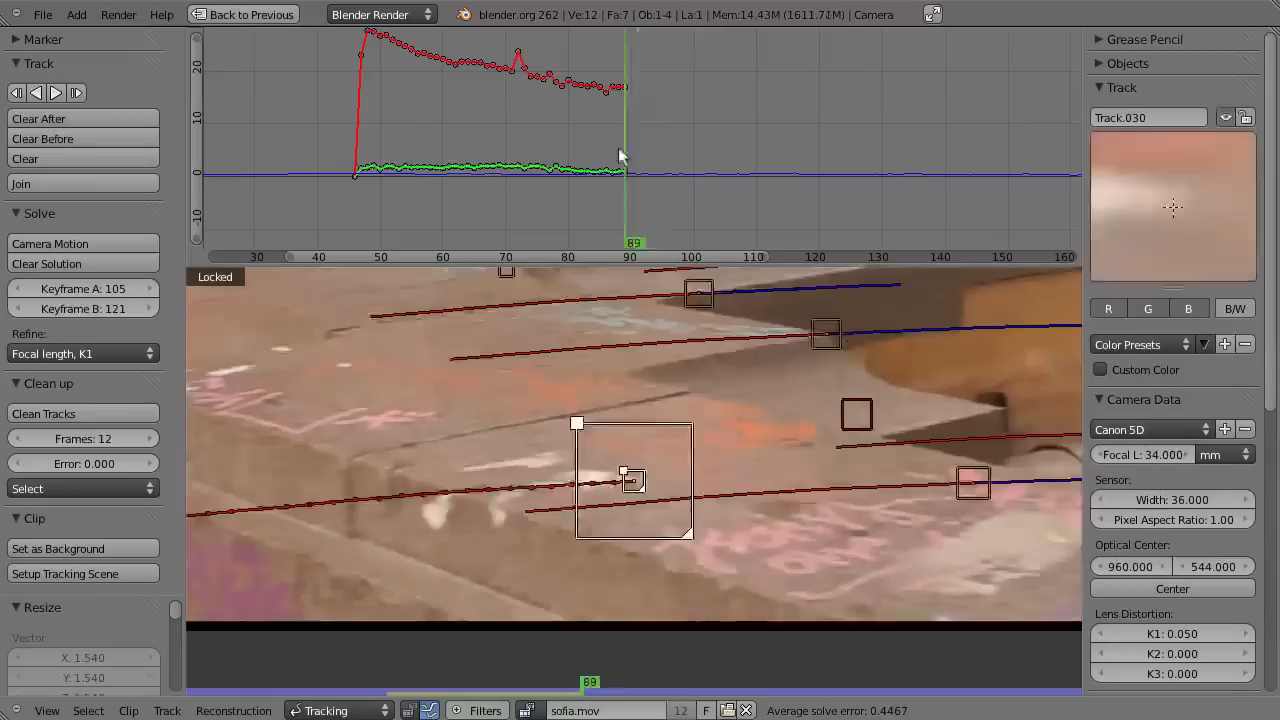 File Add Render Help Back to Previous Blender Render blender.org 262 | Ve:12 | Fa:7 | Ob:1-4 | La:1 | Mem:14.43M (1611.71M) | Camera
Marker
Track
Clear After
Clear Before
Clear
Join
Solve
Camera Motion
Clear Solution
Keyframe A: 105
Keyframe B: 121
Refine:
Focal length, K1
Clean up
Clean Tracks
Frames: 12
Error: 0.000
Select
Clip
Set as Background
Setup Tracking Scene
Resize
Vector
X: 1.540
Y: 1.540
20
10
0
-10
89
30 40 50 60 70 80 90 100 110 120 130 140 150 160
Locked
89
Grease Pencil
Objects
Track
Track.030
R G B B/W
Color Presets
Custom Color
Camera Data
Canon 5D
Focal L: 34.000 mm
Sensor:
Width: 36.000
Pixel Aspect Ratio: 1.00
Optical Center:
960.000 544.000
Center
Lens Distortion:
K1: 0.050
K2: 0.000
K3: 0.000
View Select Clip Track Reconstruction Tracking Filters sofia.mov 12 F Average solve error: 0.4467